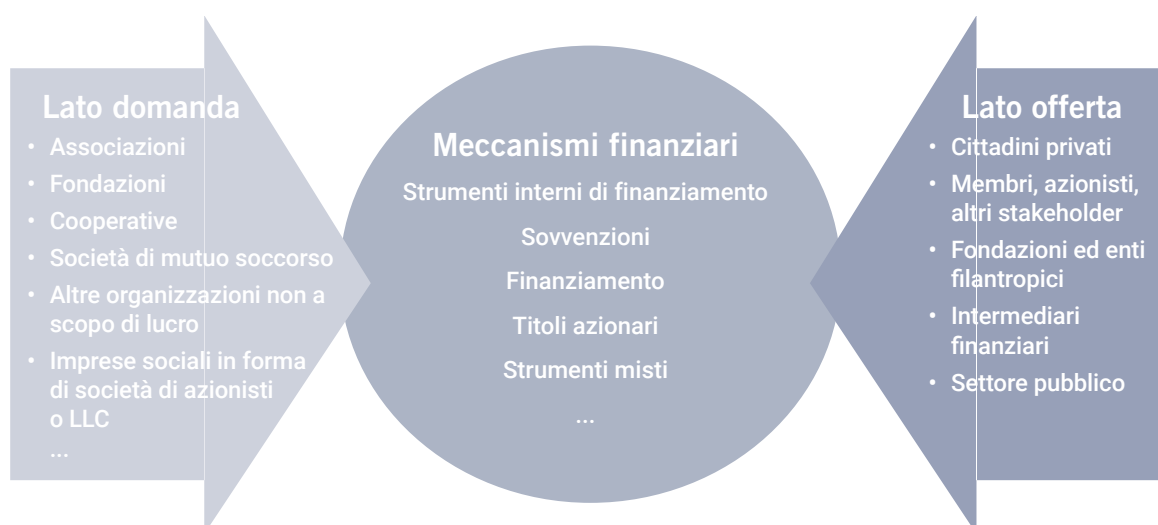 Lato domanda
• Associazioni
• Fondazioni
• Cooperative
• Società di mutuo soccorso
• Altre organizzazioni non a
scopo di lucro
• Imprese sociali in forma
di società di azionisti
o LLC
...
Meccanismi finanziari
Strumenti interni di finanziamento
Sovvenzioni
Finanziamento
Titoli azionari
Strumenti misti
...
Lato offerta
• Cittadini privati
• Membri, azionisti,
altri stakeholder
• Fondazioni ed enti
filantropici
• Intermediari
finanziari
• Settore pubblico